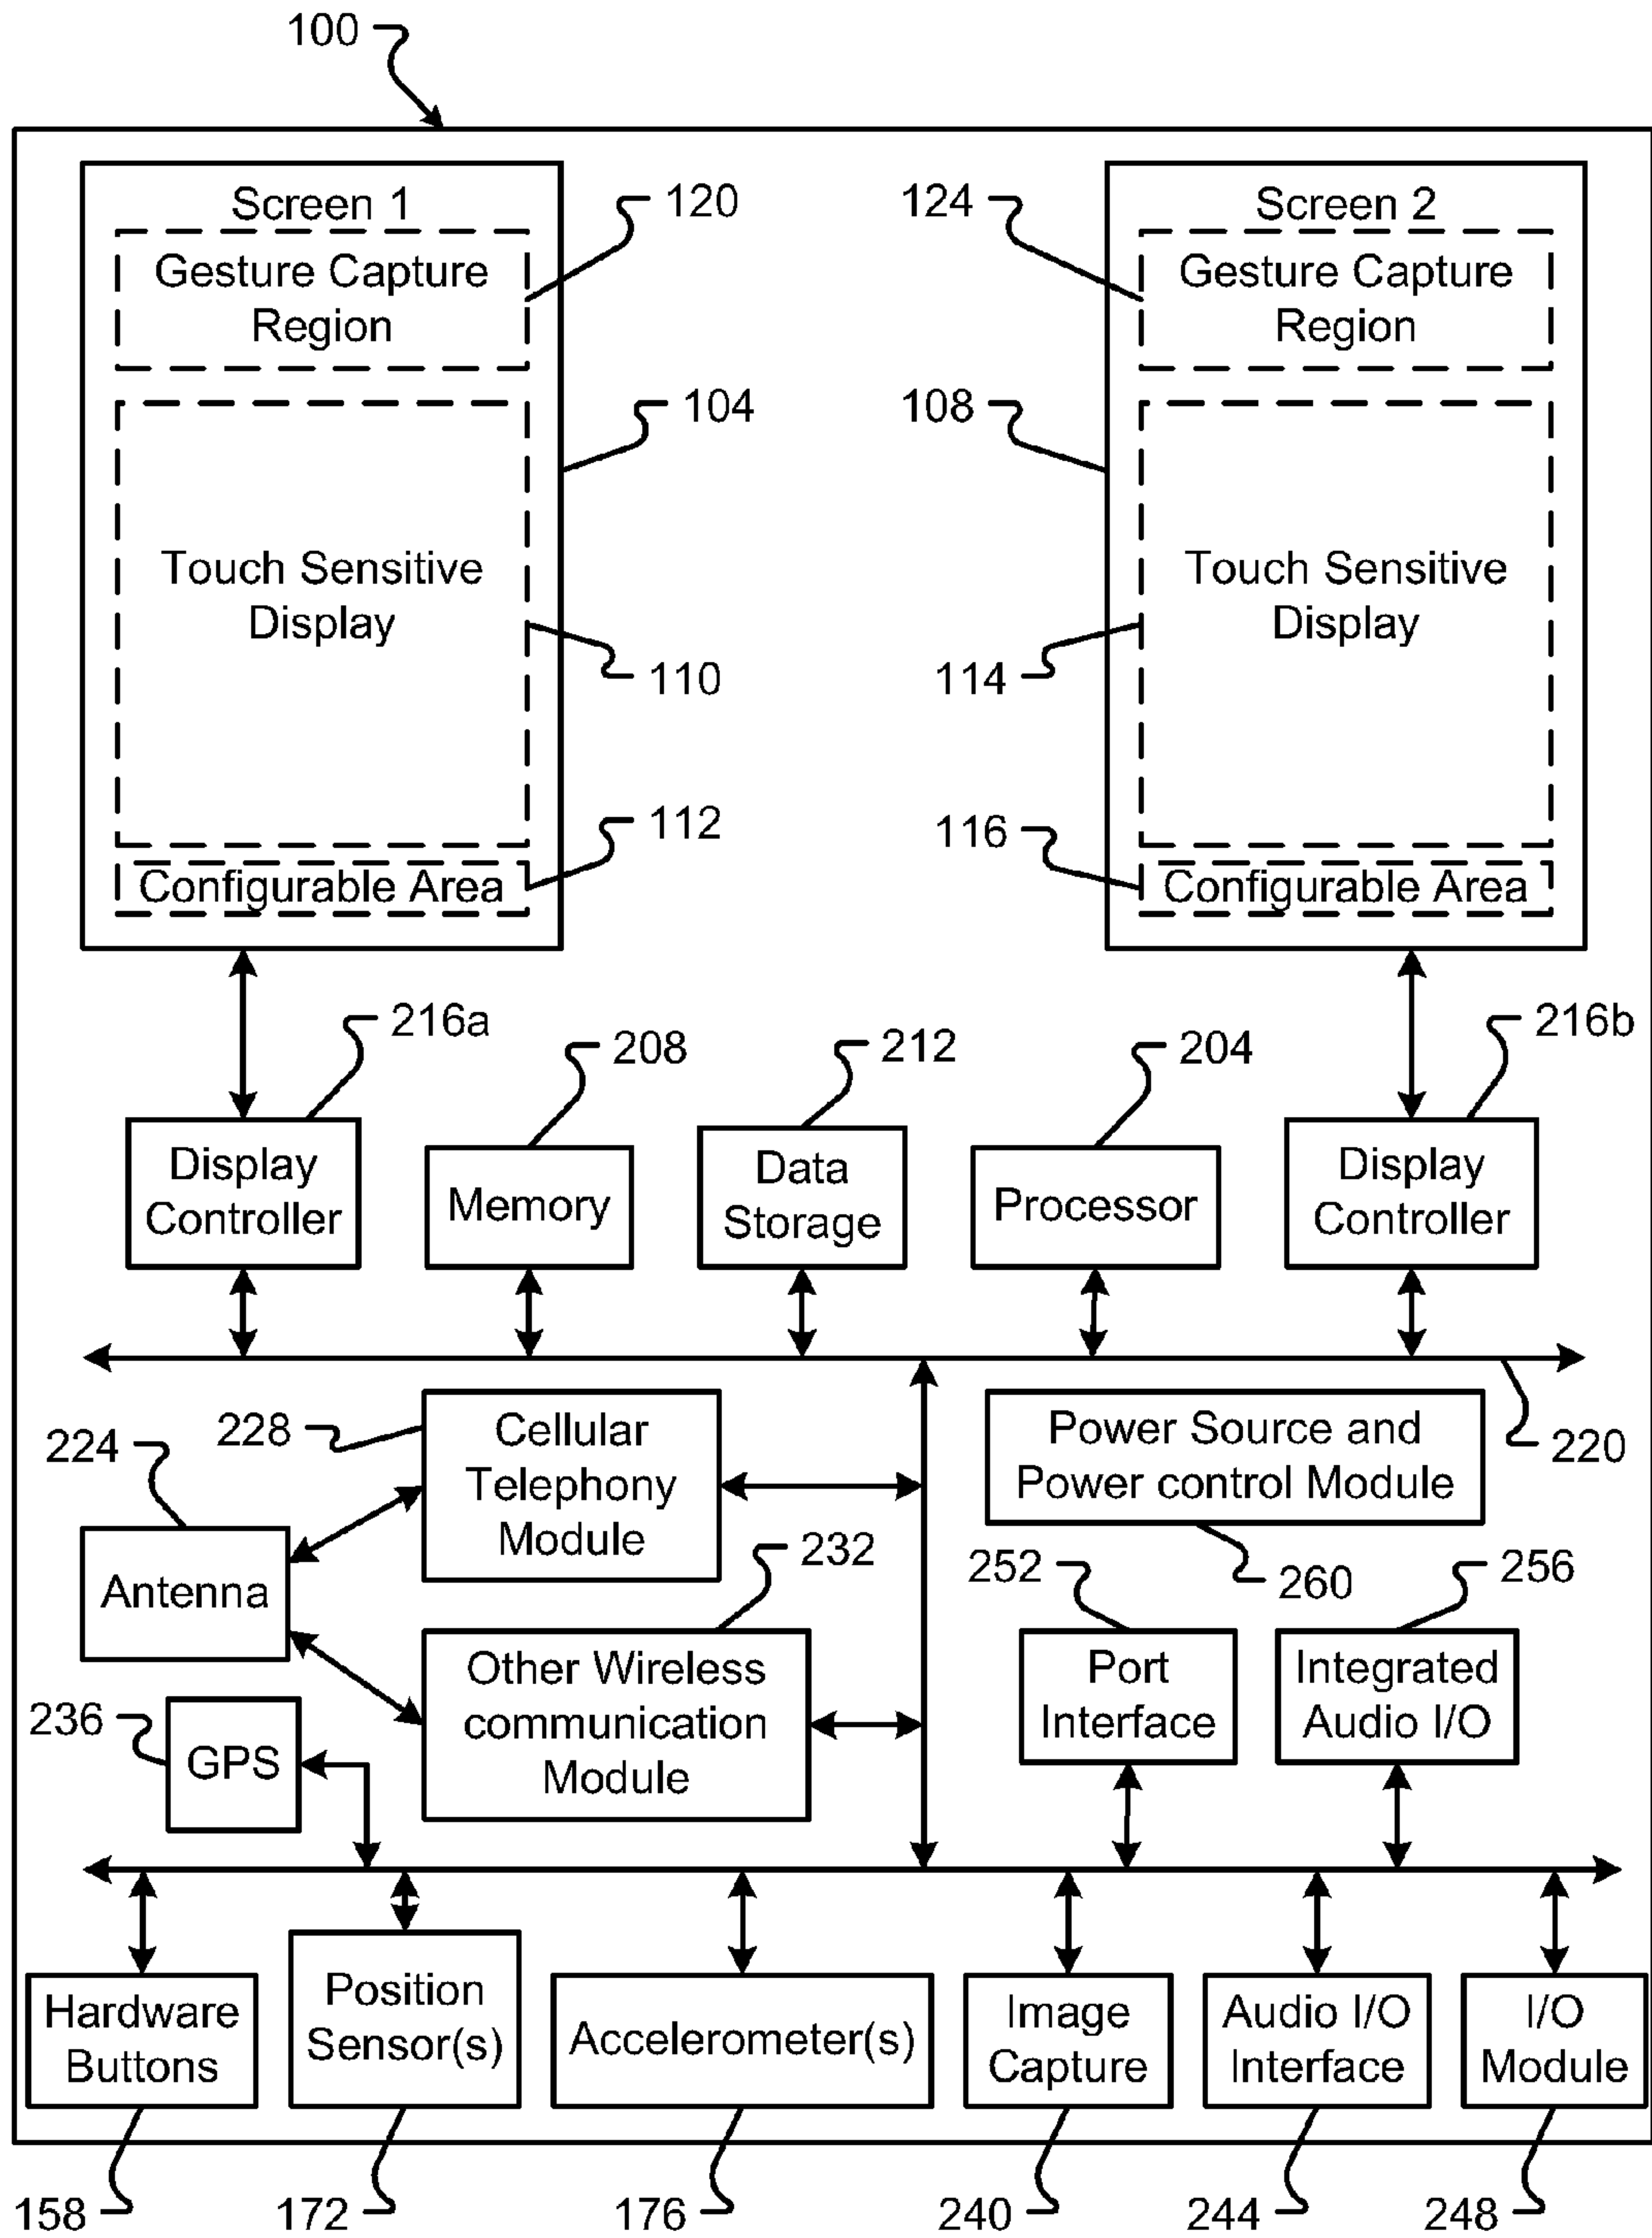 100
Screen 1
120
124
Screen 2
Gesture Capture
Region
Gesture Capture
Region
104
108
Touch Sensitive
Display
Touch Sensitive
Display
110
114
112
116
Configurable Area
Configurable Area
216a
208
212
204
216b
Display
Controller
Memory
Data
Storage
Processor
Display
Controller
228
Cellular
Telephony
Module
Power Source and
Power control Module
220
224
Antenna
232
252
260
256
Other Wireless
communication
Module
Port
Interface
Integrated
Audio I/O
236
GPS
Hardware
Buttons
Position
Sensor(s)
Accelerometer(s)
Image
Capture
Audio I/O
Interface
I/O
Module
158
172
176
240
244
248